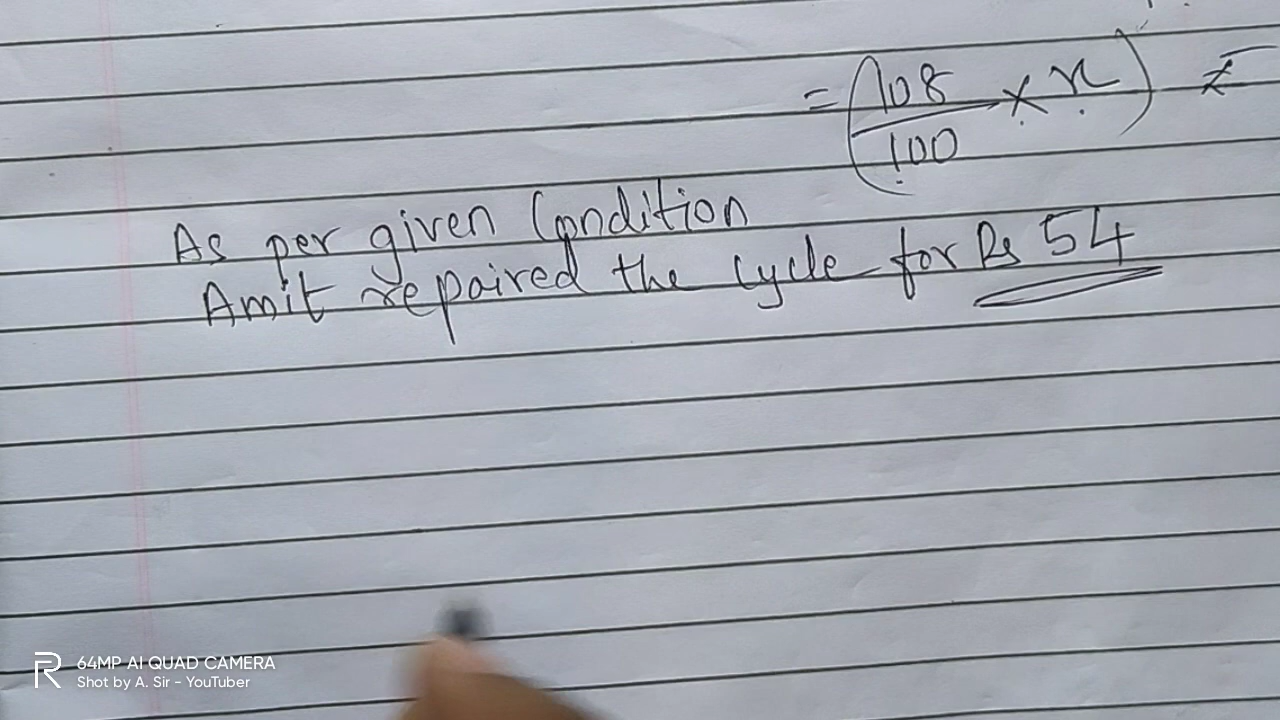 = (108/100 × x) ₹
As per given Condition
Amit repaired the cycle for Rs 54
64MP AI QUAD CAMERA
Shot by A. Sir - YouTuber